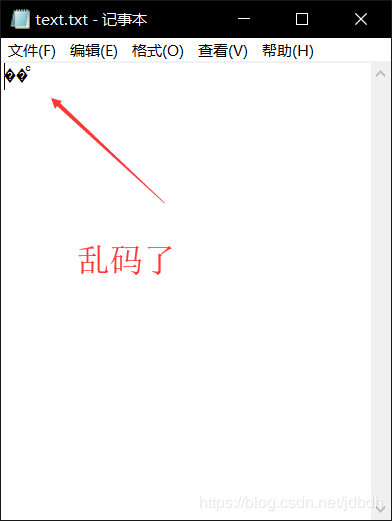 text.txt - 记事本
文件(F) 编辑(E) 格式(O) 查看(V) 帮助(H)
��ͨ
乱码了
https://blog.csdn.net/jdbdh